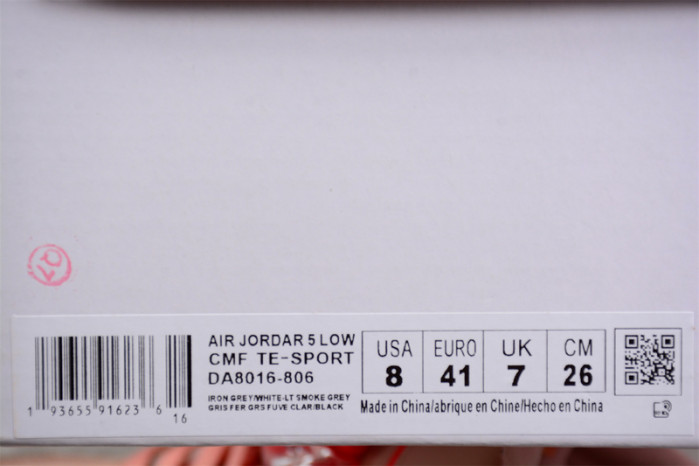 AIR JORDAR 5 LOW
CMF TE-SPORT
DA8016-806
IRON GREY/WHITE-LT SMOKE GREY
GRIS FER GRS FUVE CLAR/BLACK
1 93655 91623 6
16
USA EURO UK CM
8 41 7 26
Made in China/abrique en Chine/Hecho en China